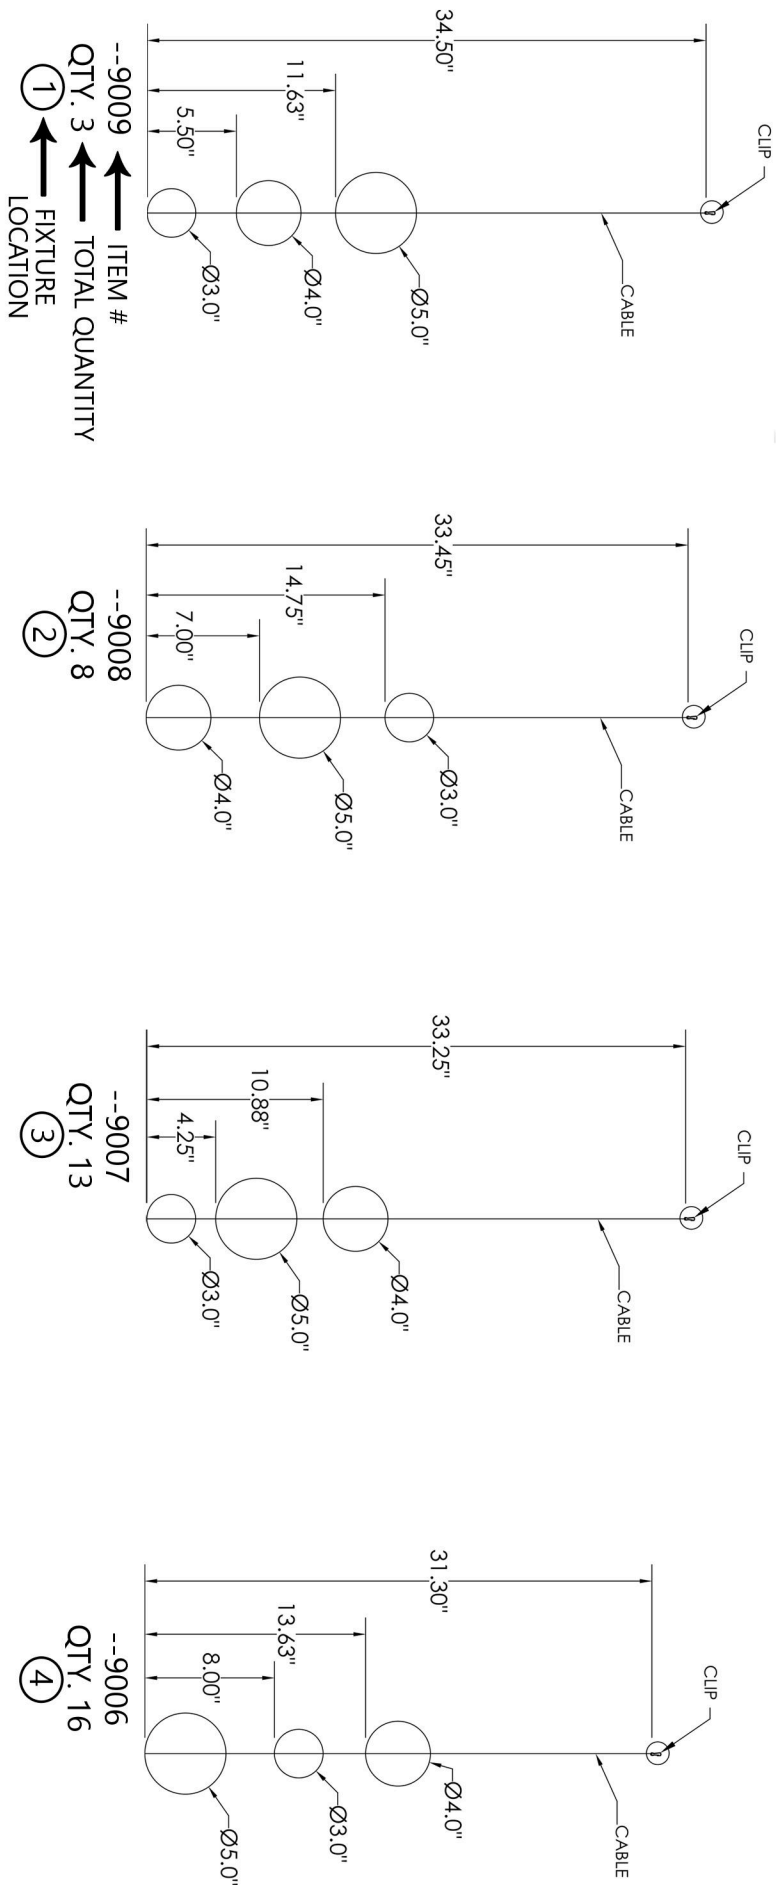 CLIP
CABLE
34.50"
11.63"
5.50"
Ø5.0"
Ø4.0"
Ø3.0"
--9009
ITEM #
QTY. 3
TOTAL QUANTITY
1
FIXTURE
LOCATION
CLIP
CABLE
33.45"
14.75"
7.00"
Ø3.0"
Ø5.0"
Ø4.0"
--9008
QTY. 8
2
CLIP
CABLE
33.25"
10.88"
4.25"
Ø4.0"
Ø5.0"
Ø3.0"
--9007
QTY. 13
3
CLIP
CABLE
31.30"
13.63"
8.00"
Ø4.0"
Ø3.0"
Ø5.0"
--9006
QTY. 16
4